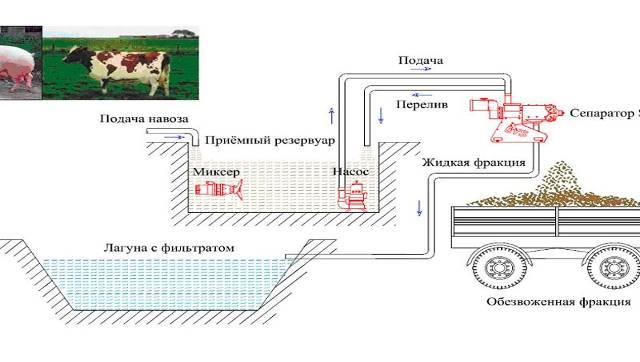 Подача
Подача навоза
Перелив
Сепаратор S
Приёмный резервуар
Жидкая фракция
Миксер
Насос
Лагуна с фильтратом
Обезвоженная фракция